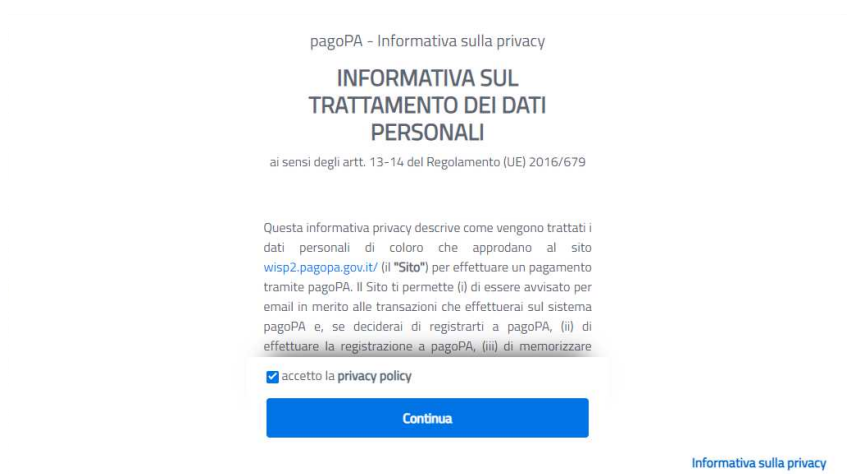 pagoPA - Informativa sulla privacy
INFORMATIVA SUL
TRATTAMENTO DEI DATI
PERSONALI
ai sensi degli artt. 13-14 del Regolamento (UE) 2016/679
Questa informativa privacy descrive come vengono trattati i
dati personali di coloro che approdano al sito
wisp2.pagopa.gov.it/ (il "Sito") per effettuare un pagamento
tramite pagoPA. Il Sito ti permette (i) di essere avvisato per
email in merito alle transazioni che effettuerai sul sistema
pagoPA e, se deciderai di registrarti a pagoPA, (ii) di
effettuare la registrazione a pagoPA, (iii) di memorizzare
accetto la privacy policy
Continua
Informativa sulla privacy